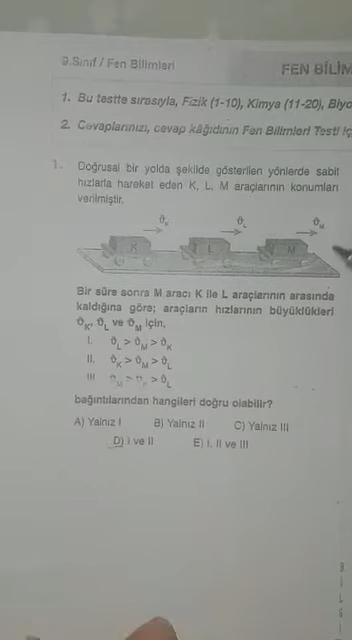 9.Sınıf / Fen Bilimleri
FEN BİLİM
1. Bu testte sırasıyla, Fizik (1-10), Kimya (11-20), Biyo
2. Cevaplarınızı, cevap kâğıdının Fen Bilimleri Testi iç
1. Doğrusal bir yolda şekilde gösterilen yönlerde sabit
hızlarla hareket eden K, L, M araçlarının konumları
verilmiştir.
ϑK ϑL ϑM
K L M
Bir süre sonra M aracı K ile L araçlarının arasında
kaldığına göre; araçların hızlarının büyüklükleri
ϑK, ϑL ve ϑM için,
I. ϑL > ϑM > ϑK
II. ϑK > ϑM > ϑL
III ϑM > ϑK > ϑL
bağıntılarından hangileri doğru olabilir?
A) Yalnız I B) Yalnız II C) Yalnız III
D) I ve II E) I, II ve III
B
İ
L
G
İ